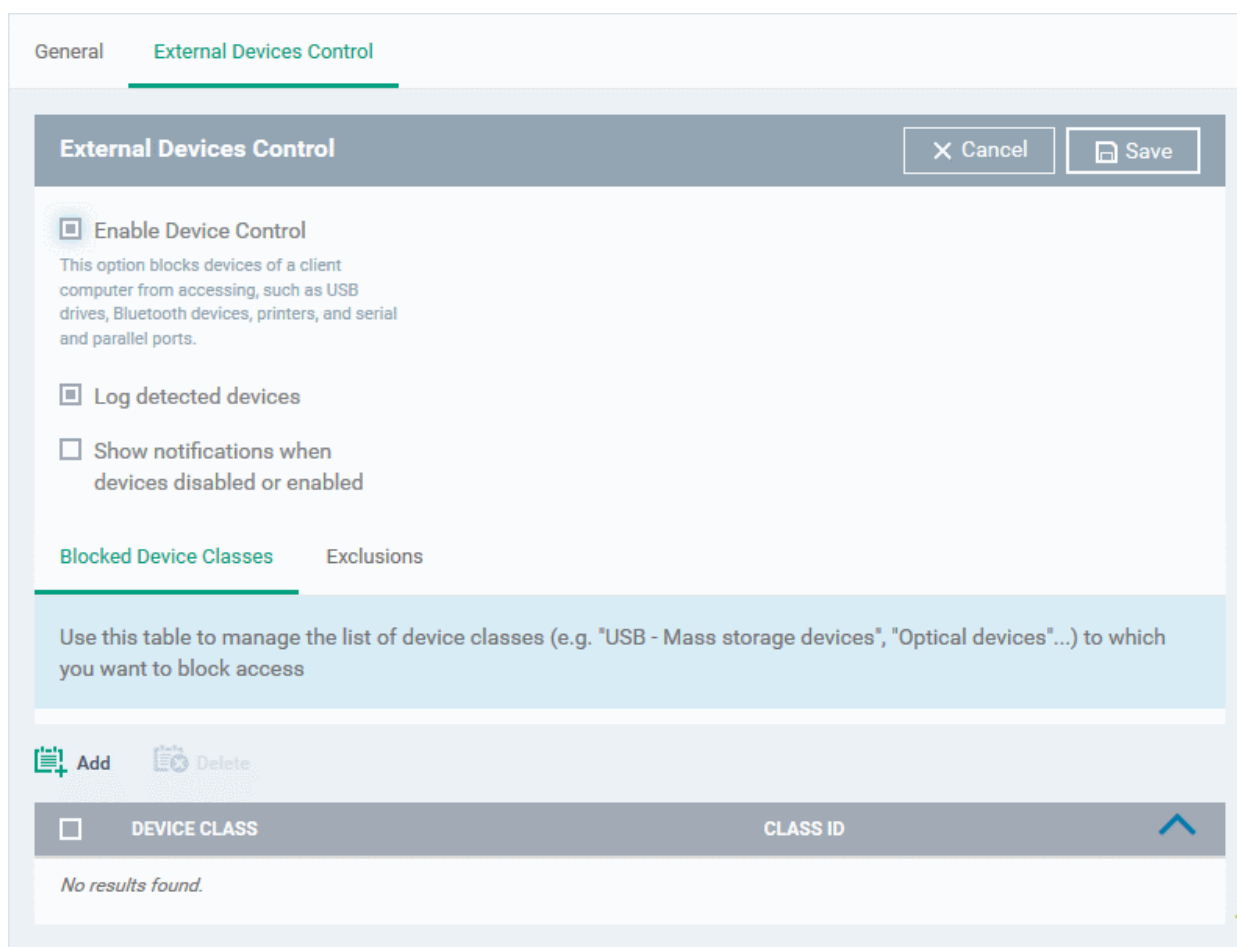 General External Devices Control
External Devices Control Cancel Save
Enable Device Control
This option blocks devices of a client
computer from accessing, such as USB
drives, Bluetooth devices, printers, and serial
and parallel ports.
Log detected devices
Show notifications when
devices disabled or enabled
Blocked Device Classes Exclusions
Use this table to manage the list of device classes (e.g. "USB - Mass storage devices", "Optical devices"...) to which
you want to block access
Add Delete
DEVICE CLASS CLASS ID
No results found.